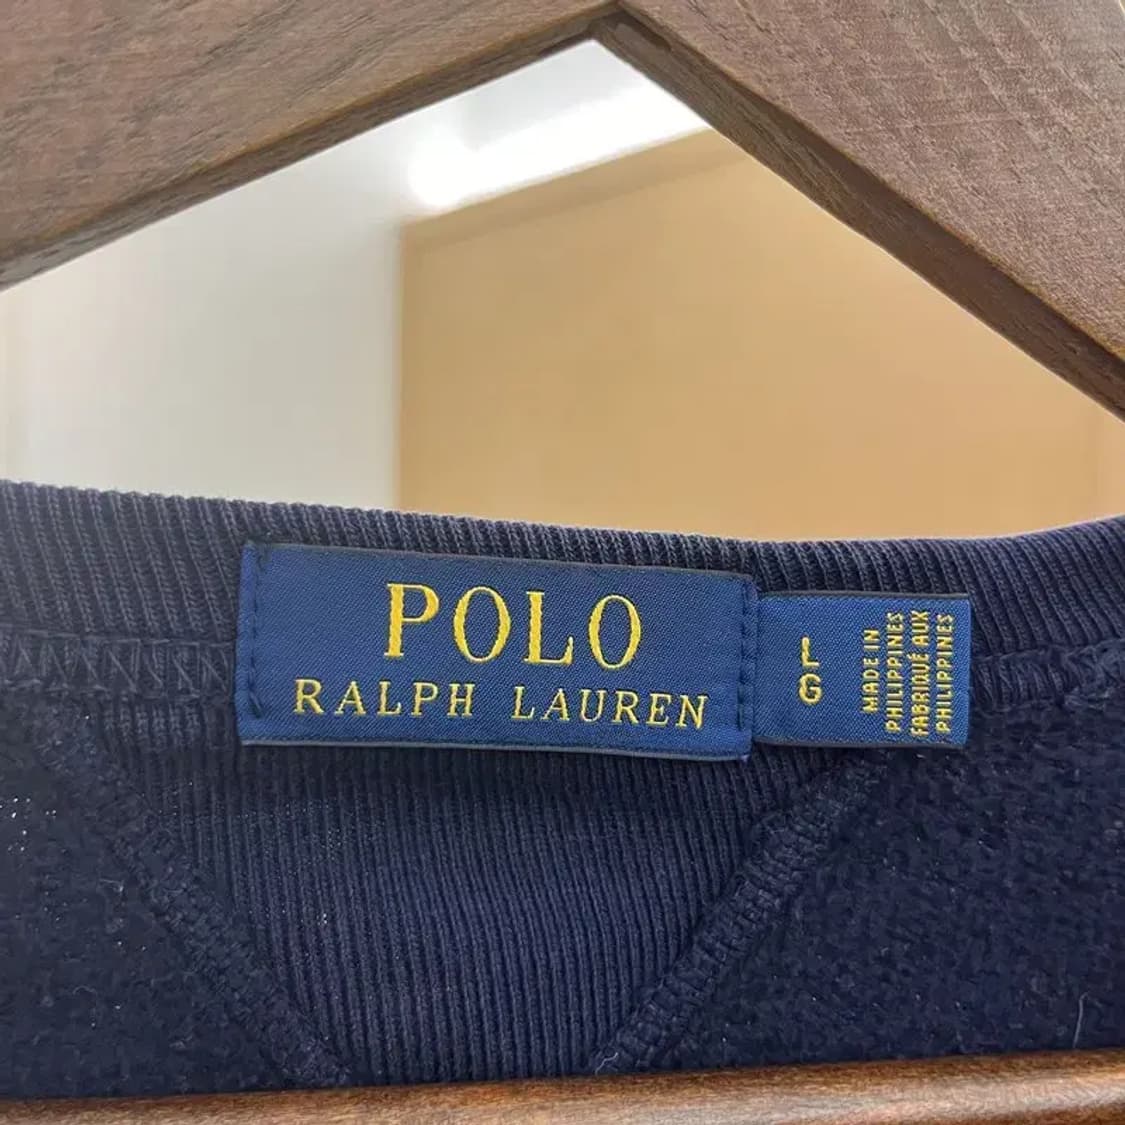 POLO
RALPH LAUREN
L
G
MADE IN
PHILIPPINES
FABRIQUÉ AUX
PHILIPPINES